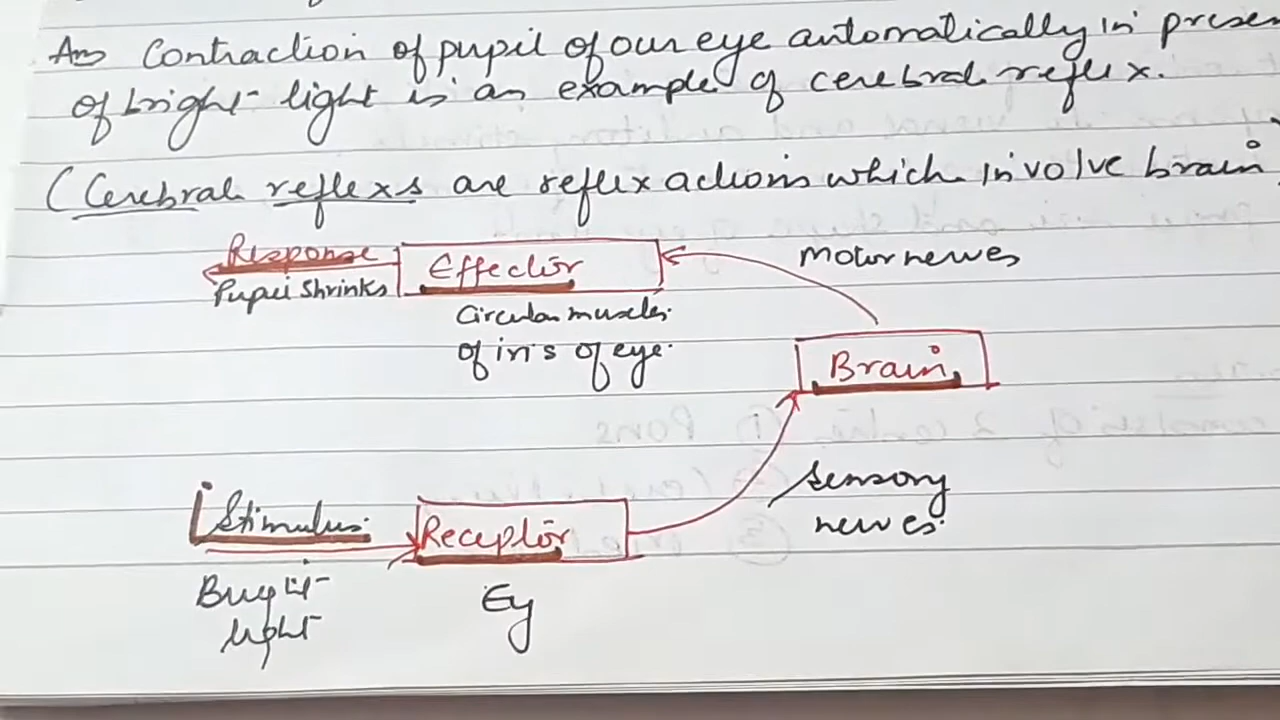 Ans Contraction of pupil of our eye automatically in presen
of bright light is an example of cerebral reflex.
(Cerebral reflexs are reflex actions which involve brain
Response
Pupil Shrinks
Effector
Circular muscles
of iris of eye.
Motor nerves
Brain
Sensory
nerves.
Stimulus.
Bright
light
Receptor
Ey